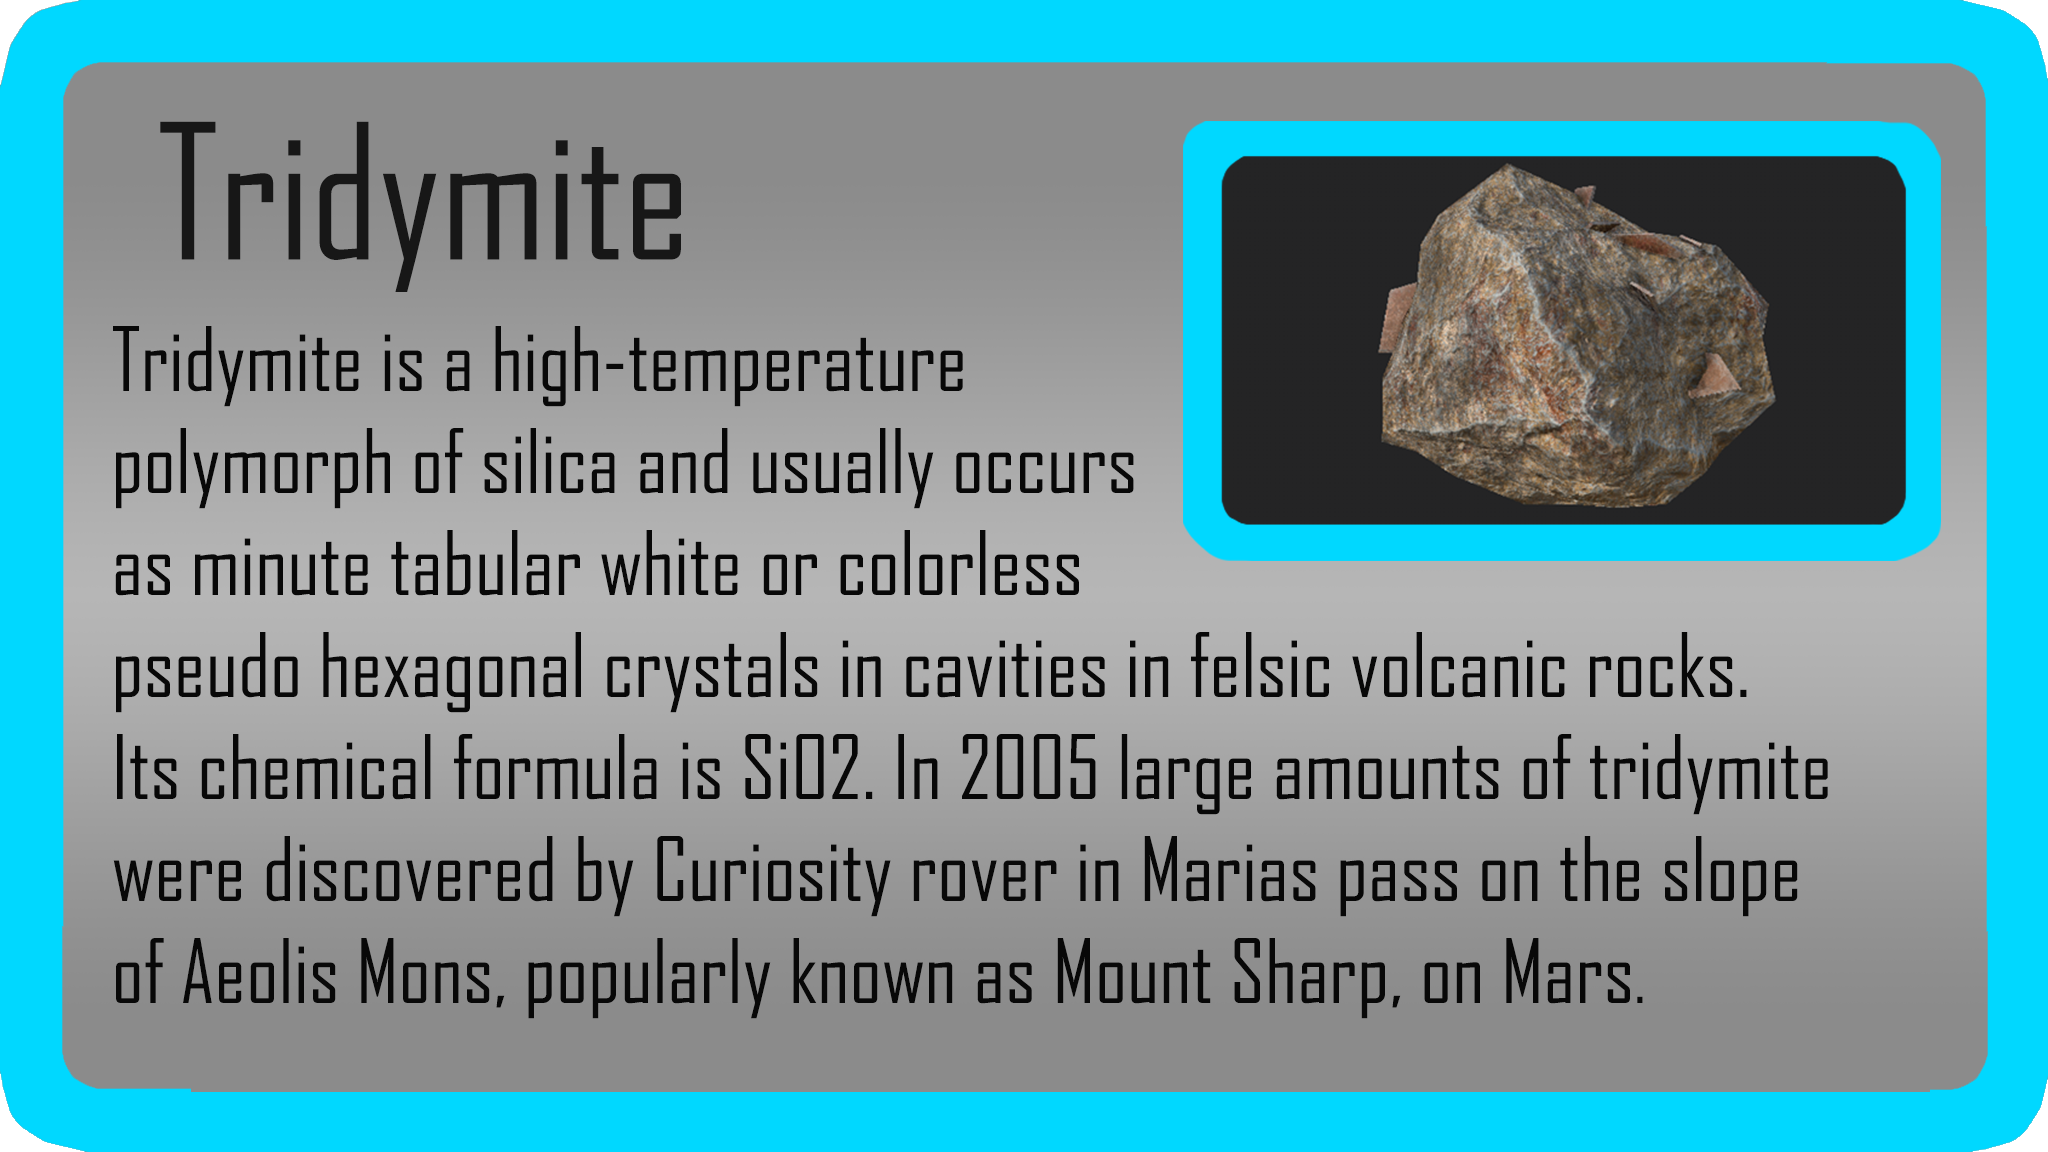 Tridymite
Tridymite is a high-temperature
polymorph of silica and usually occurs
as minute tabular white or colorless
pseudo hexagonal crystals in cavities in felsic volcanic rocks.
Its chemical formula is SiO2. In 2005 large amounts of tridymite
were discovered by Curiosity rover in Marias pass on the slope
of Aeolis Mons, popularly known as Mount Sharp, on Mars.